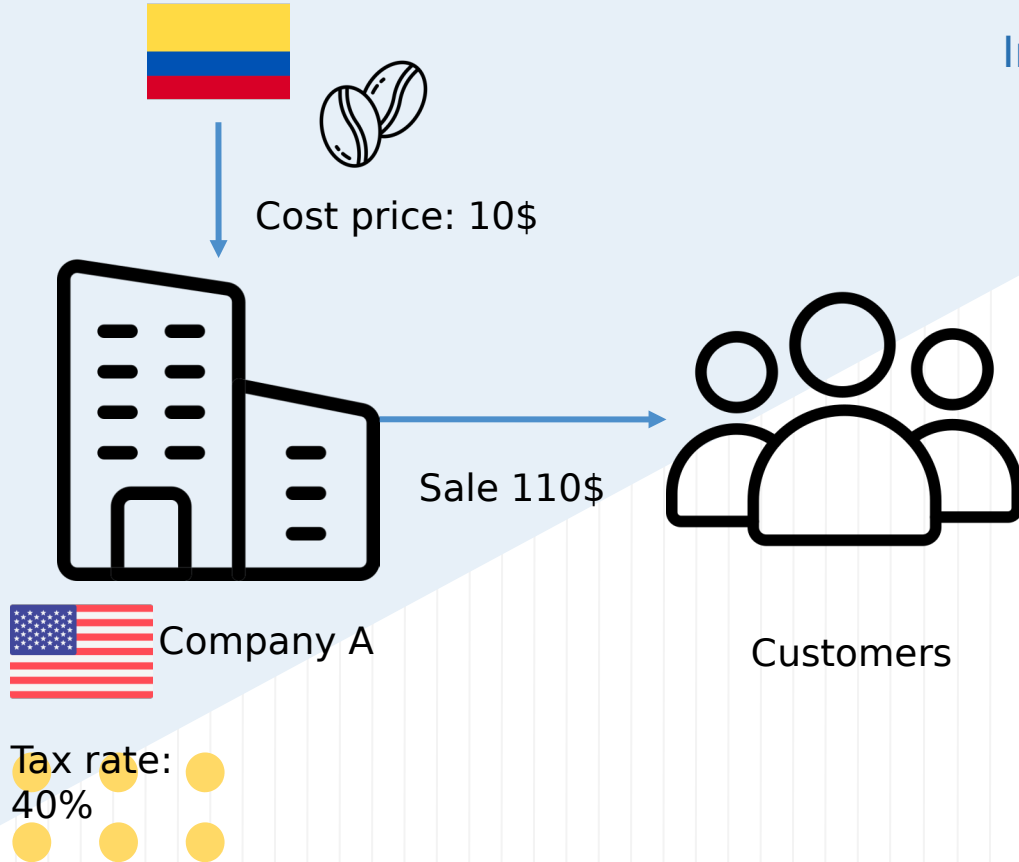 Cost price: 10$
Sale 110$
Company A
Customers
Tax rate:
40%